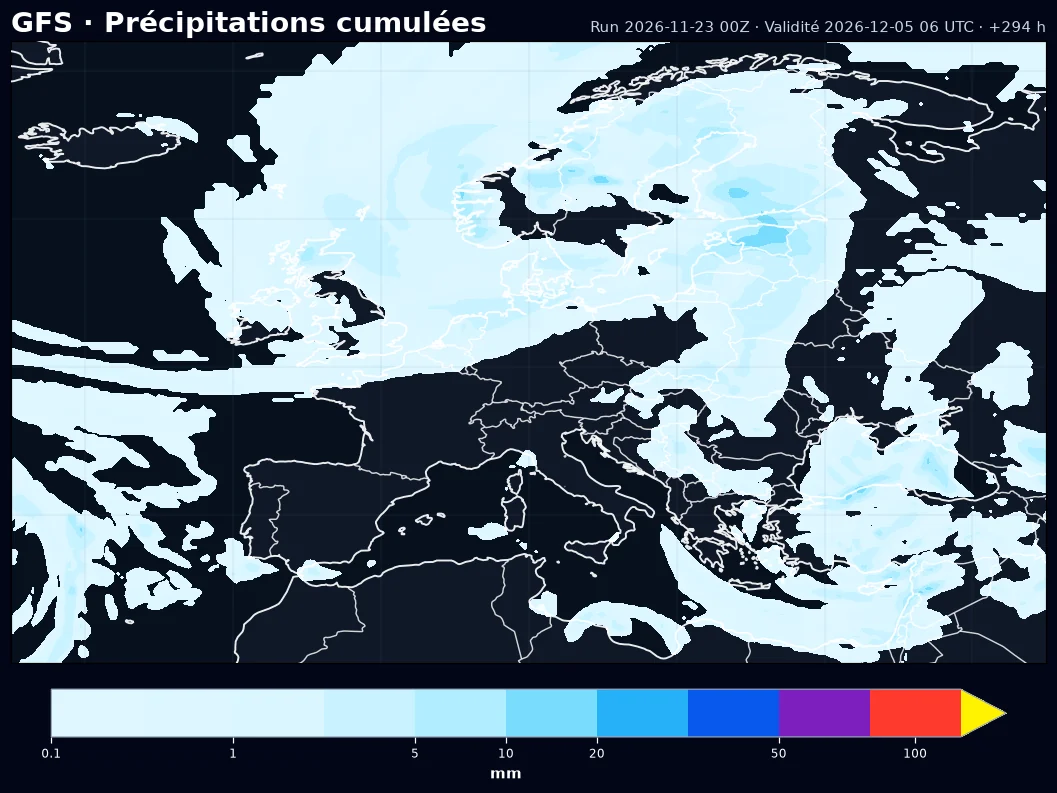 GFS · Précipitations cumulées
Run 2026-11-23 00Z · Validité 2026-12-05 06 UTC · +294 h
0.1 1 5 10 20 50 100
mm